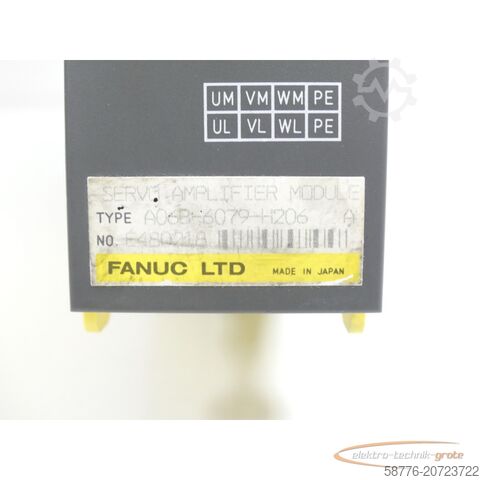 UM VM WM PE
UL VL WL PE
SERVO AMPLIFIER MODULE
TYPE A06B-6079-H206 A
NO.
FANUC LTD MADE IN JAPAN
elektro-technik-grote
58776-20723722